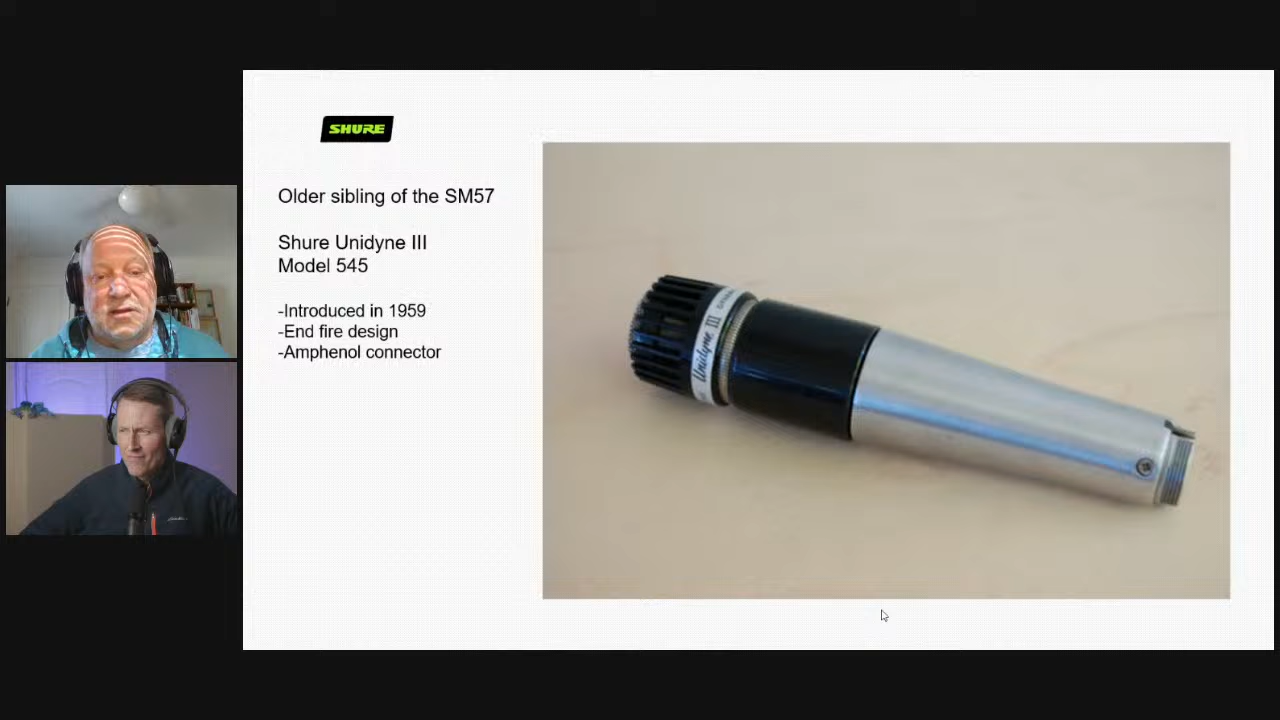 SHURE
Older sibling of the SM57
Shure Unidyne III
Model 545
-Introduced in 1959
-End fire design
-Amphenol connector
Unidyne III